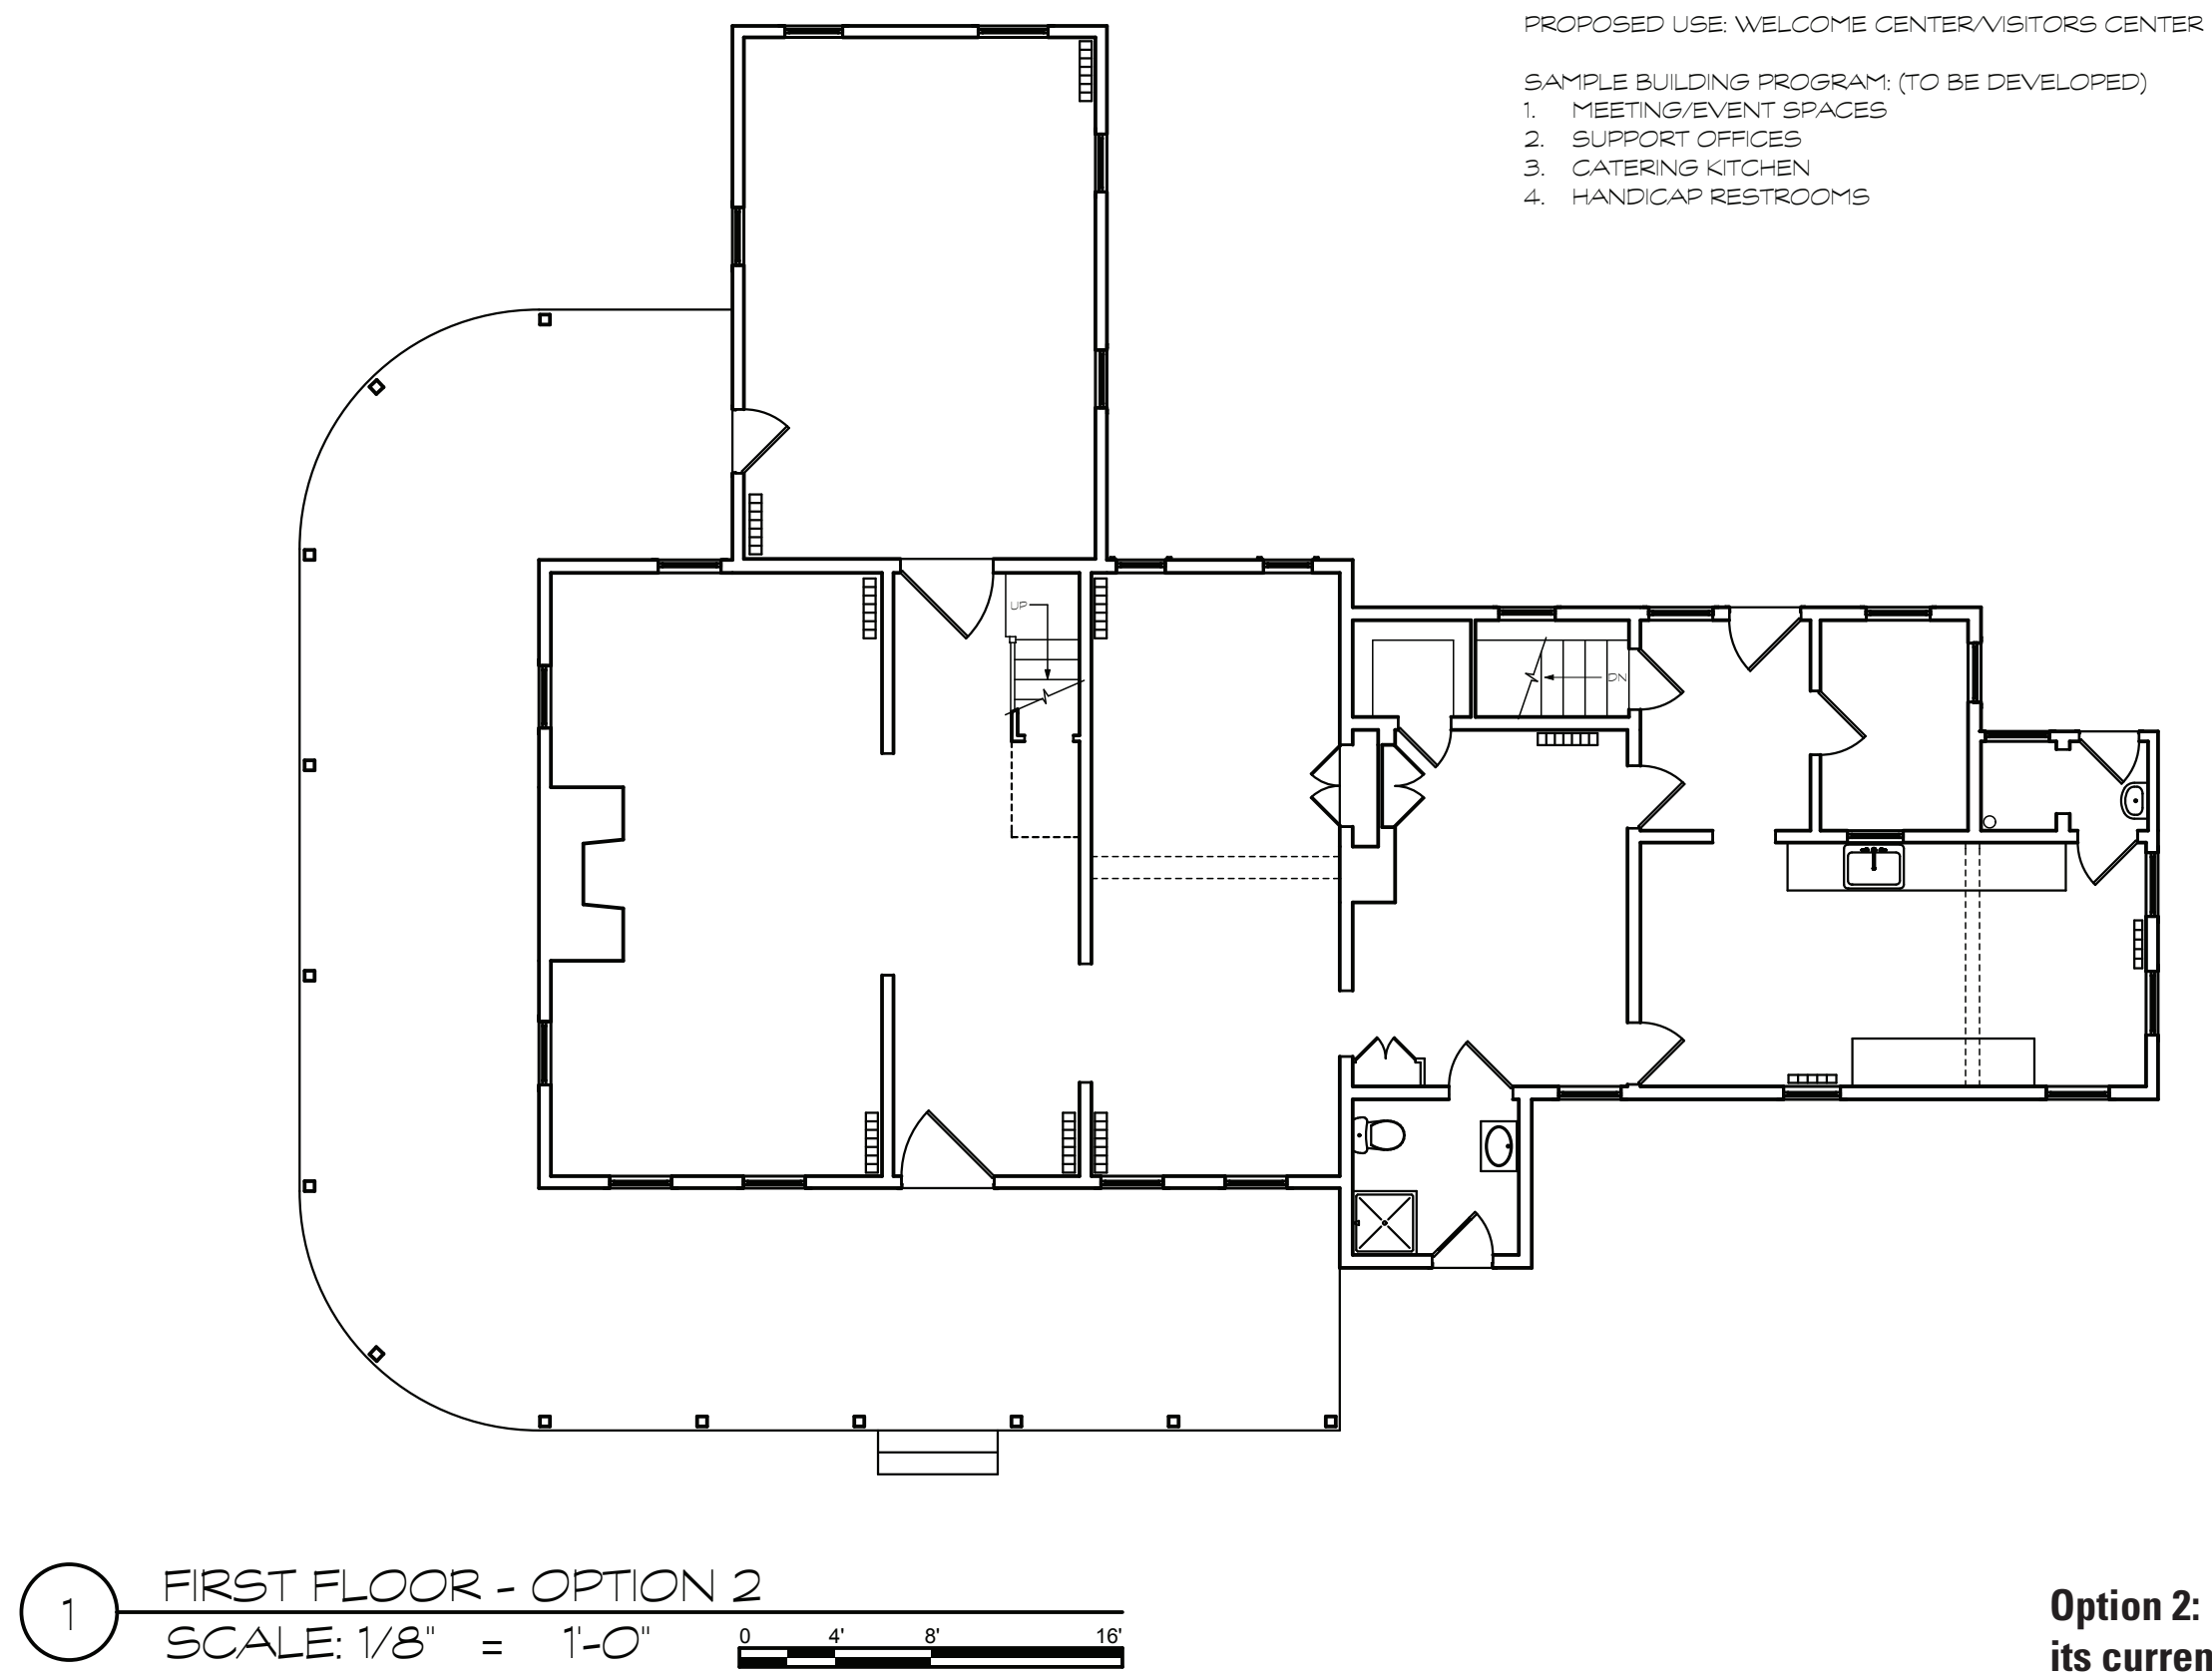 PROPOSED USE: WELCOME CENTER/VISITORS CENTER
SAMPLE BUILDING PROGRAM: (TO BE DEVELOPED)
1. MEETING/EVENT SPACES
2. SUPPORT OFFICES
3. CATERING KITCHEN
4. HANDICAP RESTROOMS
UP
DN
1
FIRST FLOOR - OPTION 2
SCALE: 1/8" = 1'-0"
0 4' 8' 16'
Option 2:
its curren